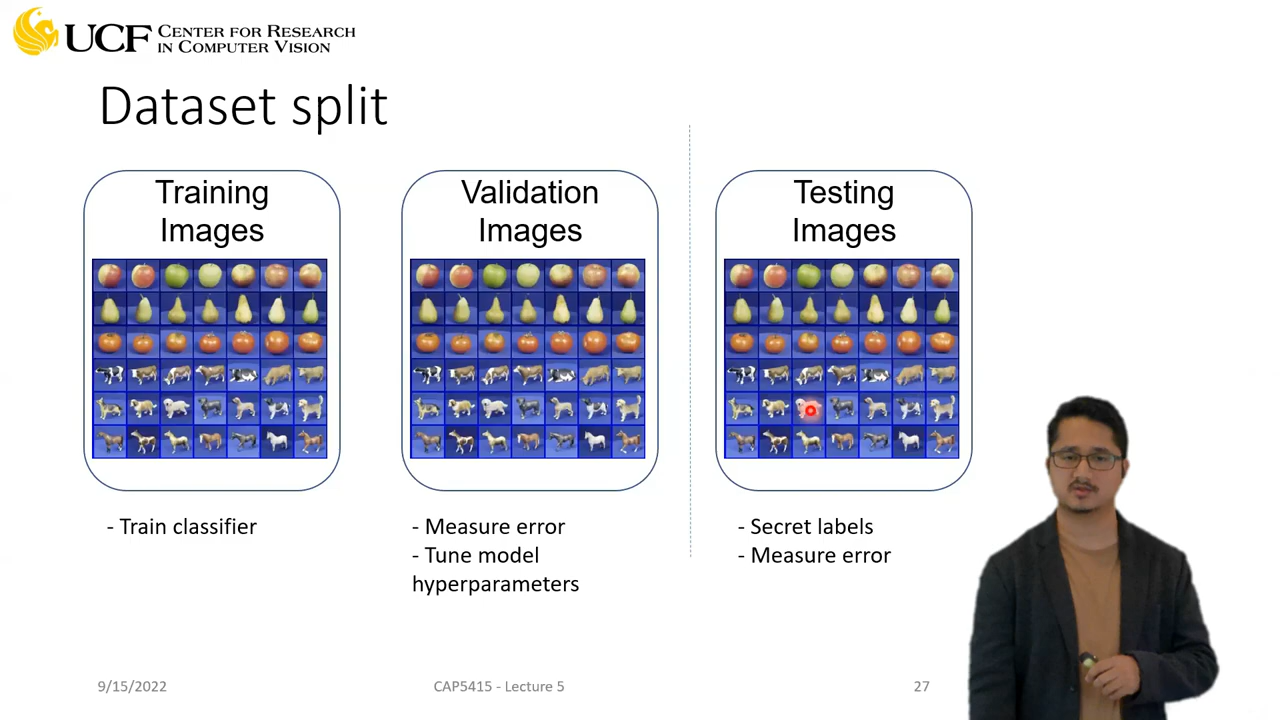 UCF CENTER FOR RESEARCH
IN COMPUTER VISION
Dataset split
Training
Images
Validation
Images
Testing
Images
- Train classifier
- Measure error
- Tune model
hyperparameters
- Secret labels
- Measure error
9/15/2022
CAP5415 - Lecture 5
27